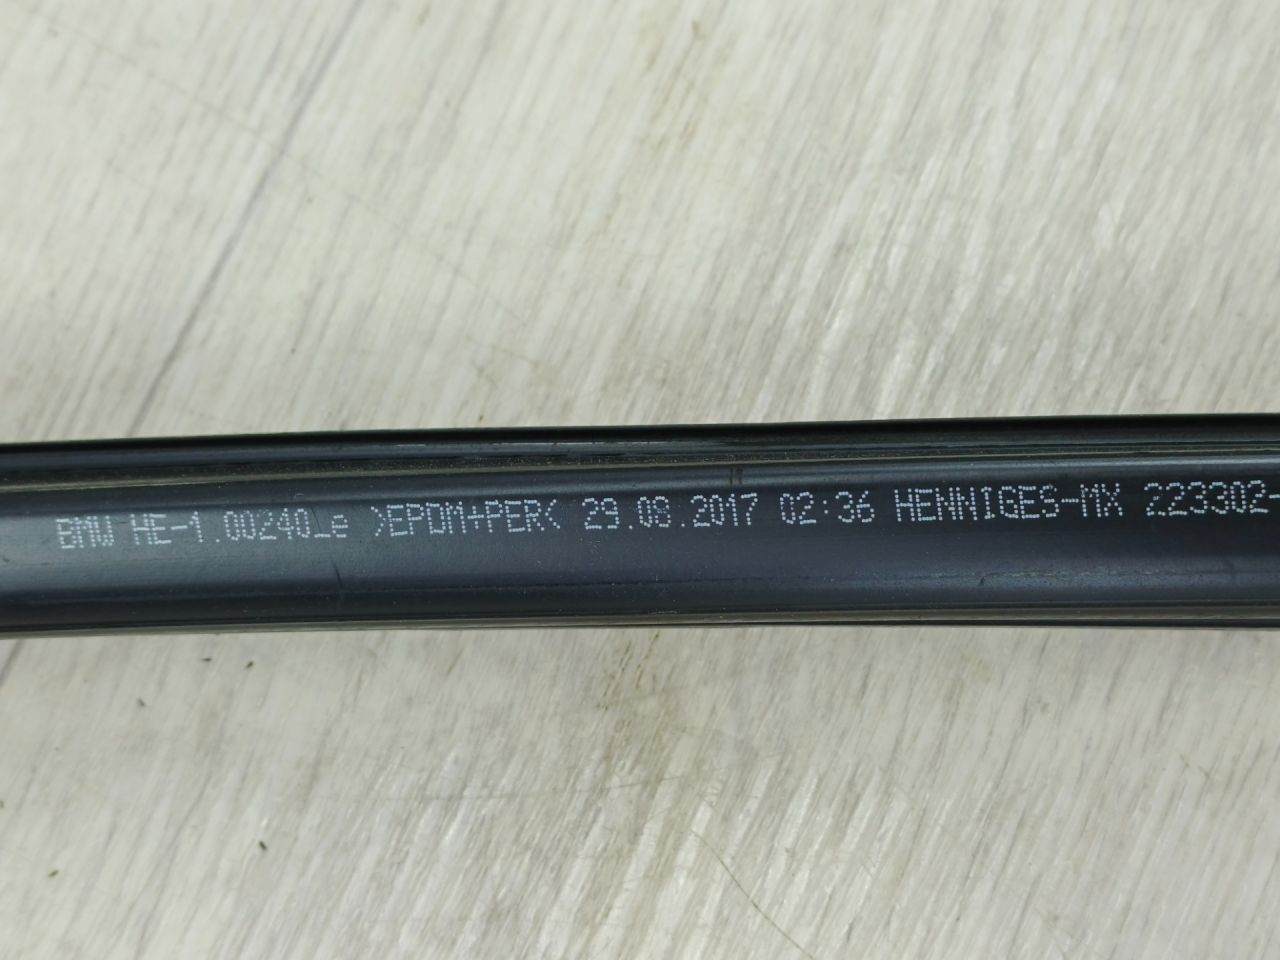 BMW HE-1.00240_e >EPDM+PER< 29.08.2017 02:36 HENNIGES-MX 223302-